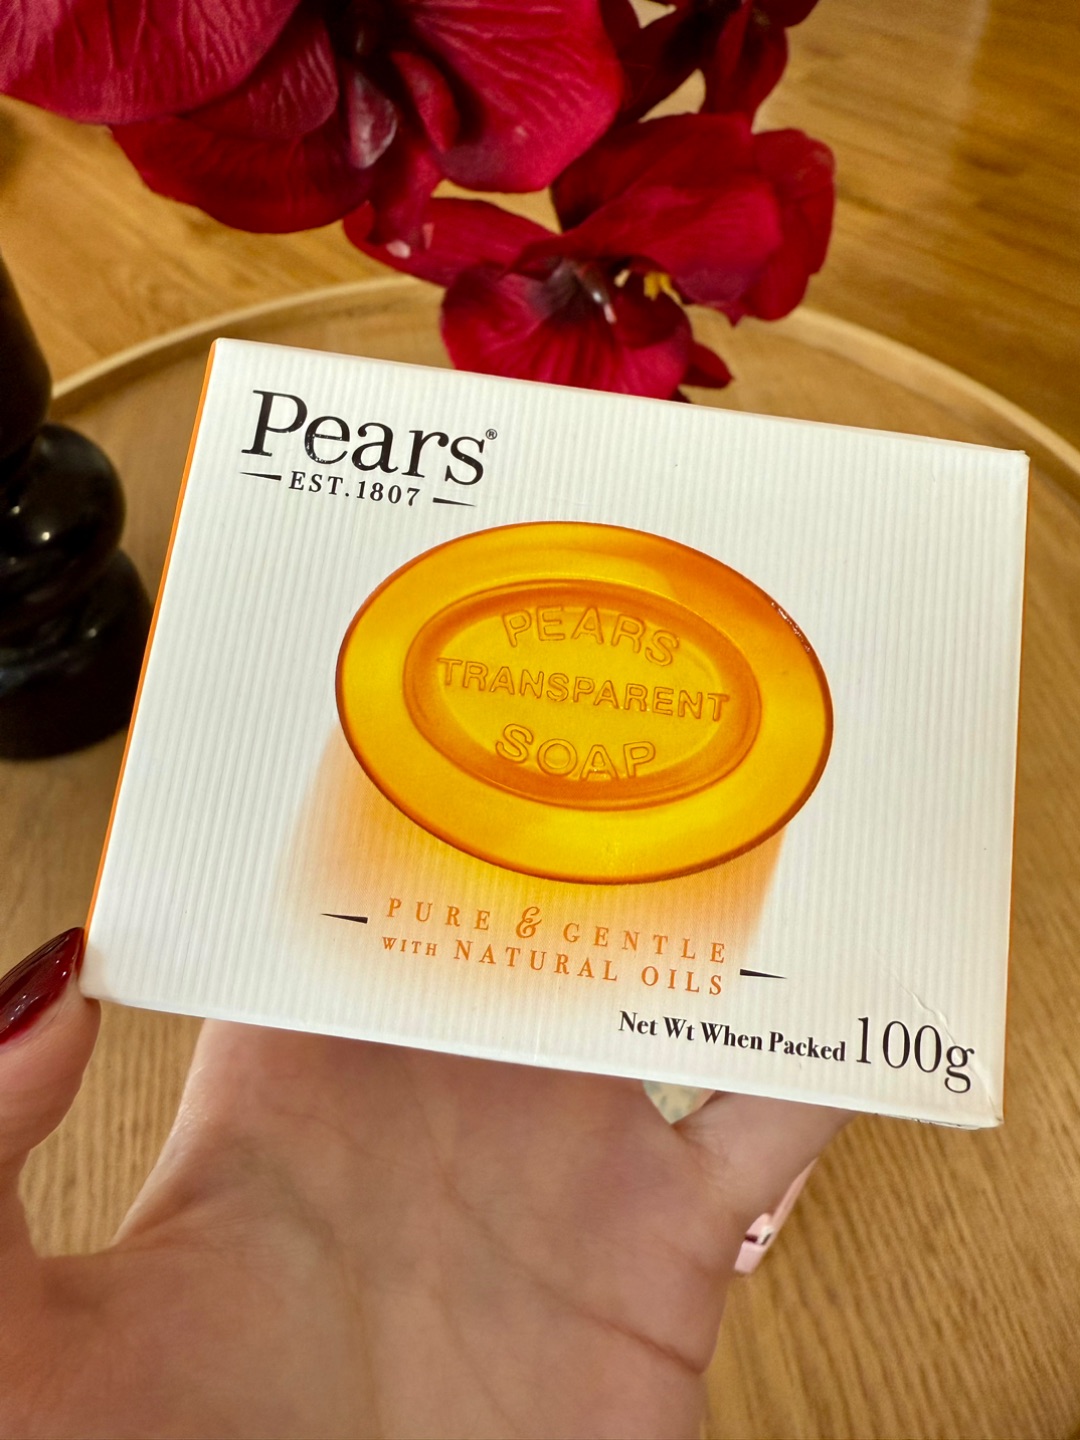 Pears®
EST.1807
PEARS
TRANSPARENT
SOAP
PURE & GENTLE
WITH NATURAL OILS
Net Wt When Packed 100g